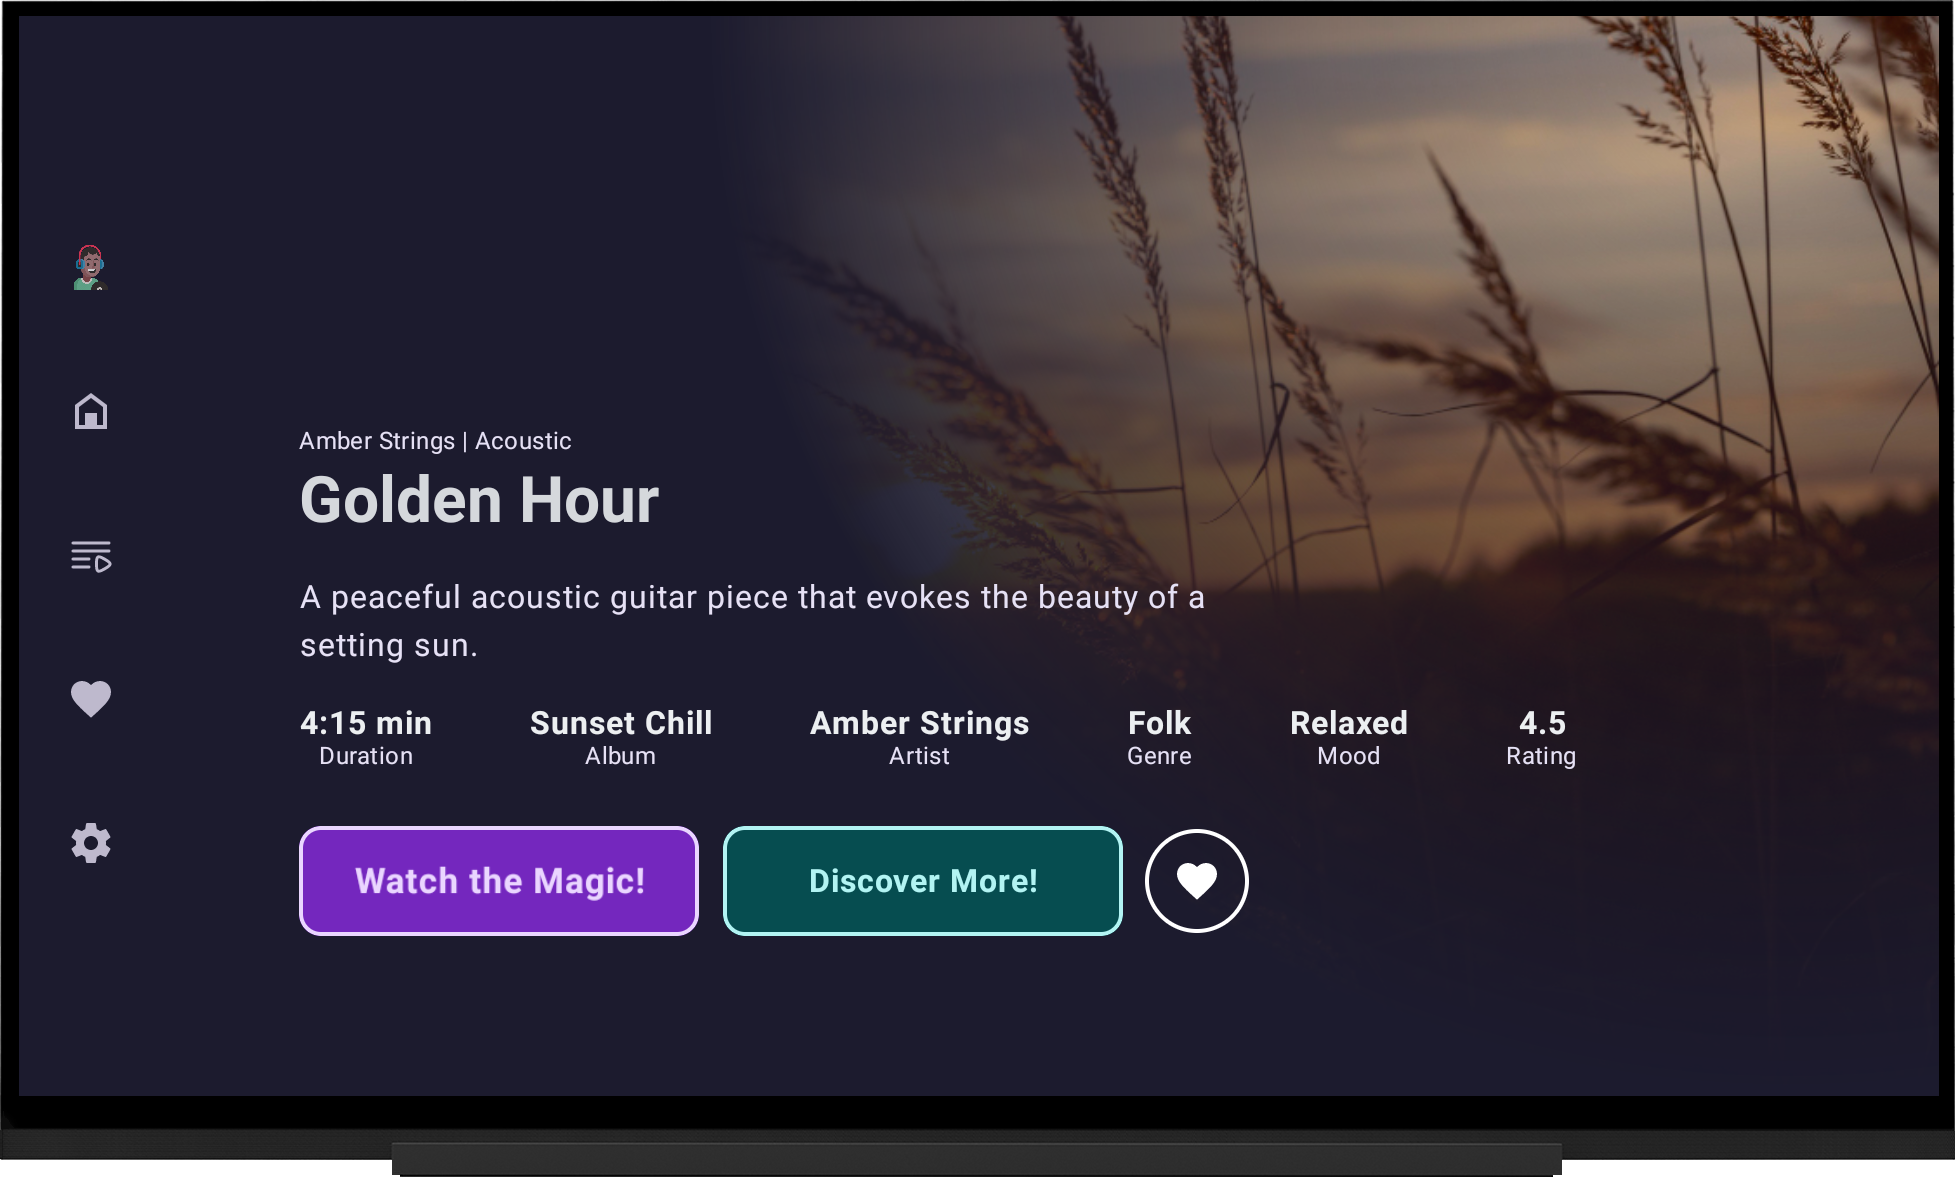 Amber Strings | Acoustic
Golden Hour
A peaceful acoustic guitar piece that evokes the beauty of a
setting sun.
4:15 min Sunset Chill Amber Strings Folk Relaxed 4.5
Duration Album Artist Genre Mood Rating
Watch the Magic! Discover More!